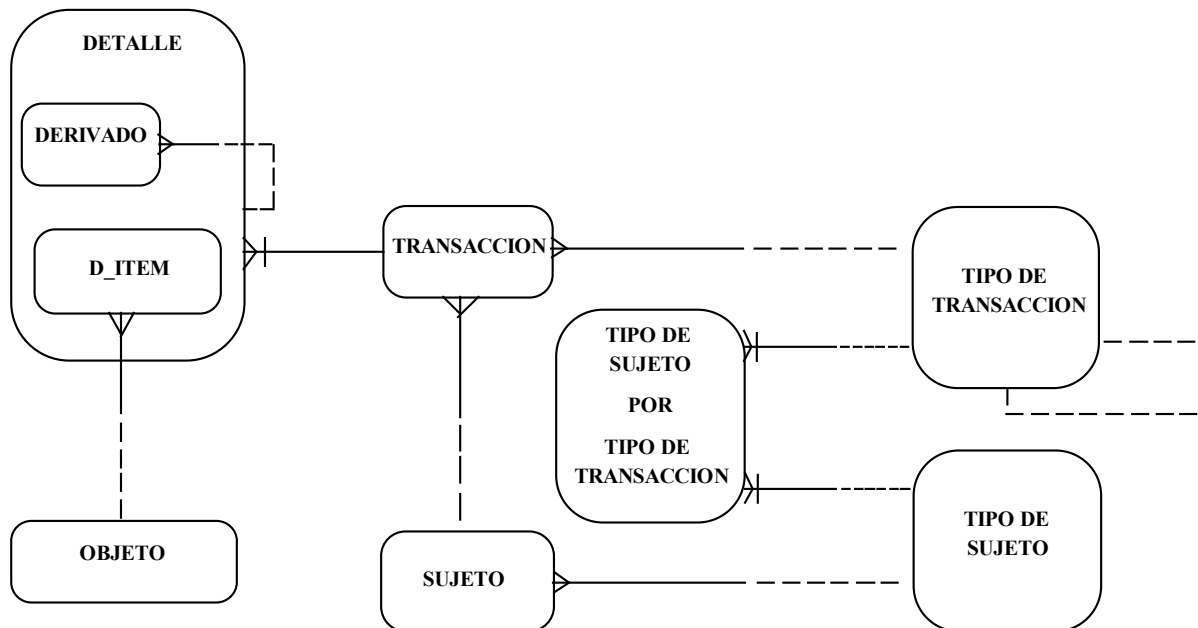 DETALLE
DERIVADO
D_ITEM
TRANSACCION
TIPO DE
TRANSACCION
TIPO DE
SUJETO
POR
TIPO DE
TRANSACCION
OBJETO
SUJETO
TIPO DE
SUJETO